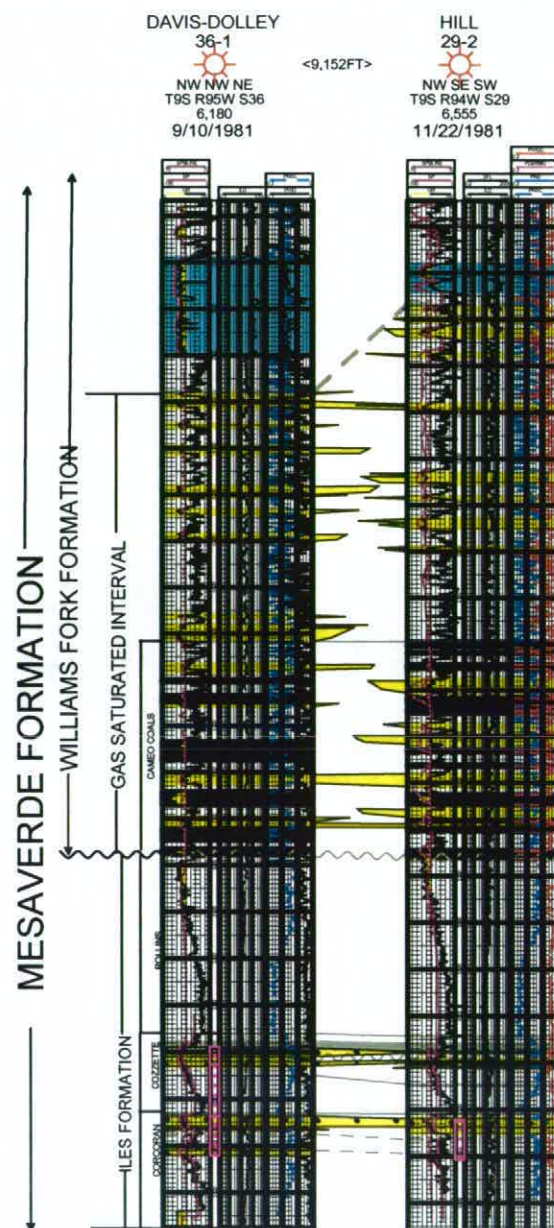 DAVIS-DOLLEY
36-1
NW NW NE
T9S R95W S36
6,180
9/10/1981
<9,152FT>
HILL
29-2
NW SE SW
T9S R94W S29
6,555
11/22/1981
MESAVERDE FORMATION
WILLIAMS FORK FORMATION
GAS SATURATED INTERVAL
CAMEO COALS
ILES FORMATION
ROLLINS
COZZETTE
CORCORAN